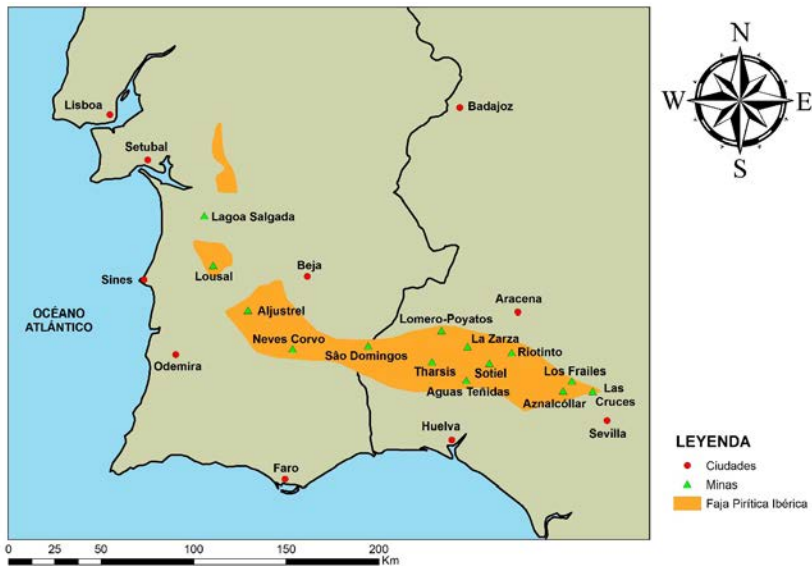 N
W
E
S
Lisboa
Badajoz
Setubal
Lagoa Salgada
Lousal
Beja
Sines
Aracena
OCÉANO
ATLÁNTICO
Aljustrel
Lomero-Poyatos
Neves Corvo
São Domingos
La Zarza
Riotinto
Odemira
Tharsis
Sotiel
Los Frailes
Aguas Teñidas
Aznalcóllar
Las
Cruces
Huelva
Sevilla
Faro
LEYENDA
Ciudades
Minas
Faja Pirítica Ibérica
0 25 50 100 150 200
Km